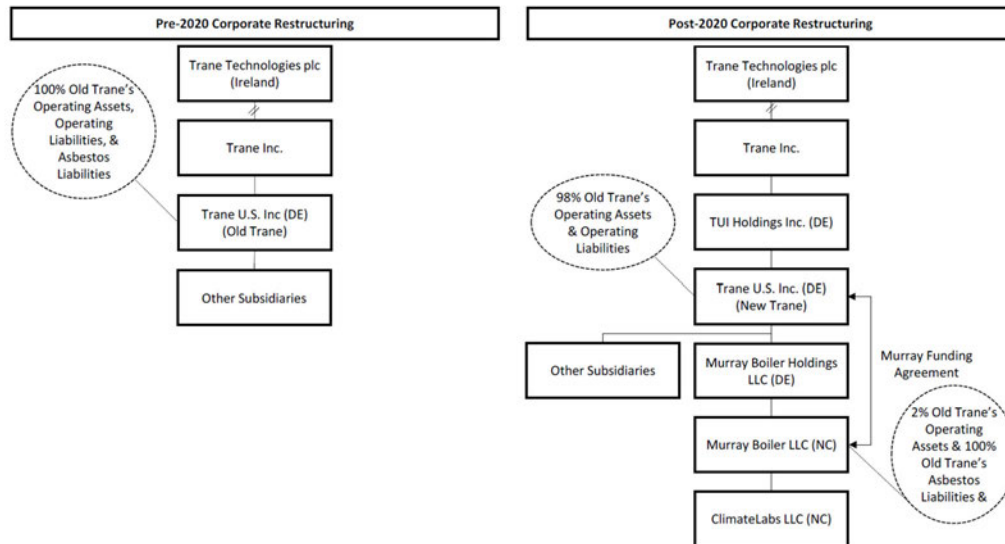 Pre-2020 Corporate Restructuring
Trane Technologies plc
(Ireland)
100% Old Trane's
Operating Assets,
Operating
Liabilities, &
Asbestos
Liabilities
Trane Inc.
Trane U.S. Inc (DE)
(Old Trane)
Other Subsidiaries
Post-2020 Corporate Restructuring
Trane Technologies plc
(Ireland)
Trane Inc.
98% Old Trane's
Operating Assets
& Operating
Liabilities
TUI Holdings Inc. (DE)
Trane U.S. Inc. (DE)
(New Trane)
Other Subsidiaries
Murray Boiler Holdings
LLC (DE)
Murray Funding
Agreement
Murray Boiler LLC (NC)
2% Old Trane's
Operating
Assets & 100%
Old Trane's
Asbestos
Liabilities &
ClimateLabs LLC (NC)